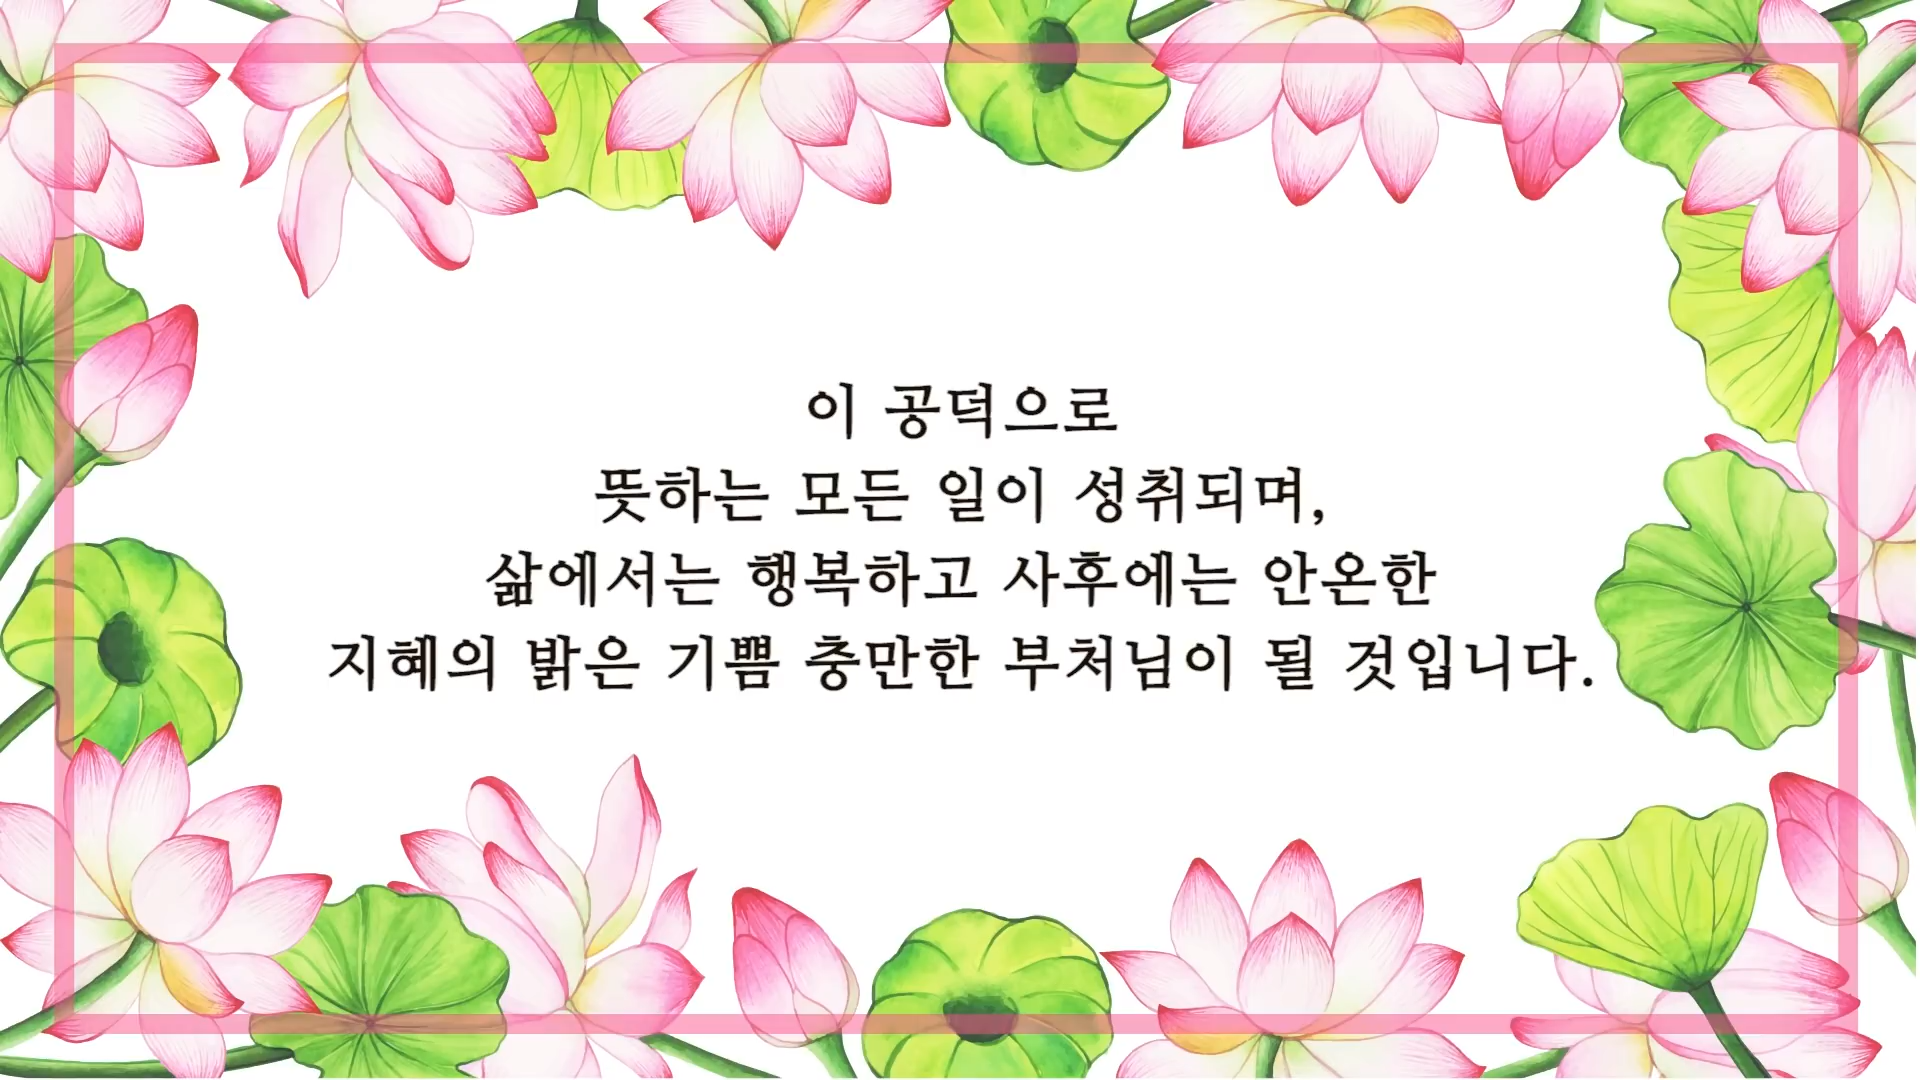 이 공덕으로
뜻하는 모든 일이 성취되며,
삶에서는 행복하고 사후에는 안온한
지혜의 밝은 기쁨 충만한 부처님이 될 것입니다.